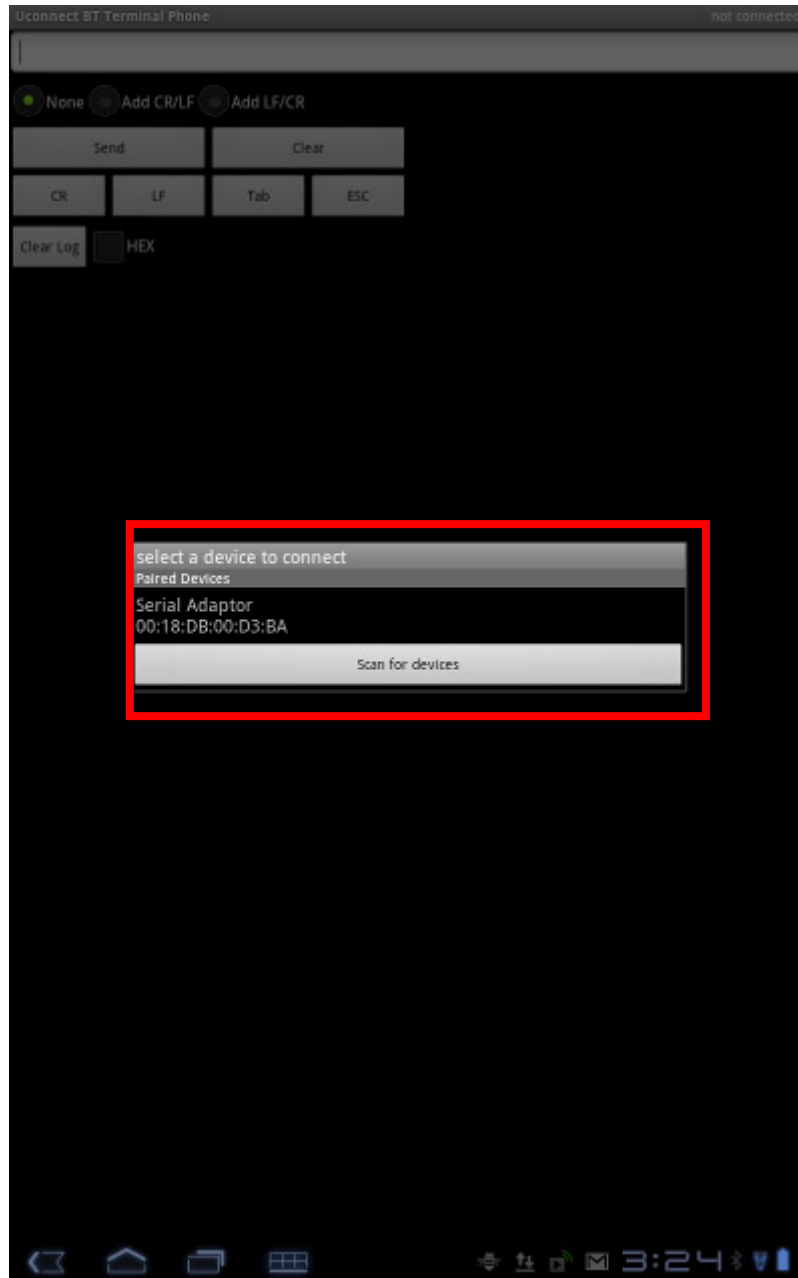 Uconnect BT Terminal Phone not connected
None Add CR/LF Add LF/CR
Send Clear
CR LF Tab ESC
Clear Log HEX
select a device to connect
Paired Devices
Serial Adaptor
00:18:DB:00:D3:BA
Scan for devices
3:24